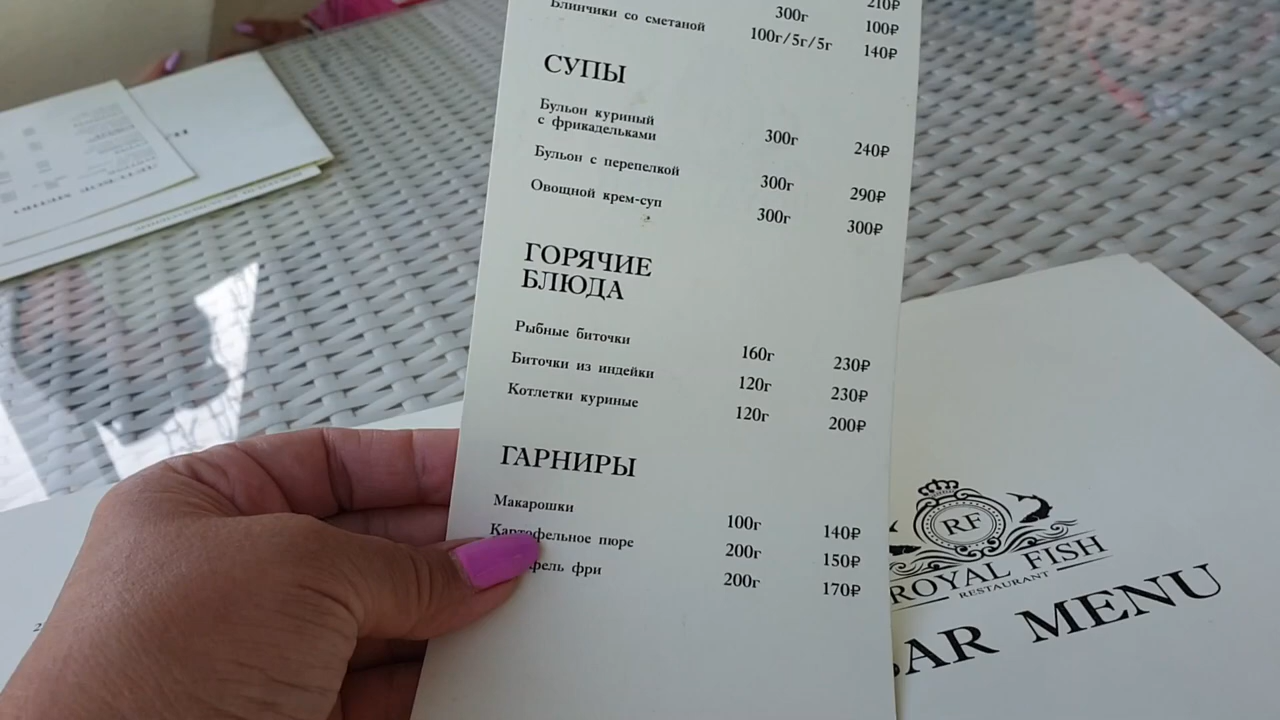 210₽
300г 100₽
Блинчики со сметаной 100г/5г/5г 140₽
СУПЫ
Бульон куриный
с фрикадельками 300г 240₽
Бульон с перепелкой 300г 290₽
Овощной крем-суп 300г 300₽
ГОРЯЧИЕ
БЛЮДА
Рыбные биточки 160г 230₽
Биточки из индейки 120г 230₽
Котлетки куриные 120г 200₽
ГАРНИРЫ
Макарошки 100г 140₽
Картофельное пюре 200г 150₽
фри 200г 170₽
RF
ROYAL FISH
RESTAURANT
BAR MENU
ДЕТСКОЕ МЕНЮ